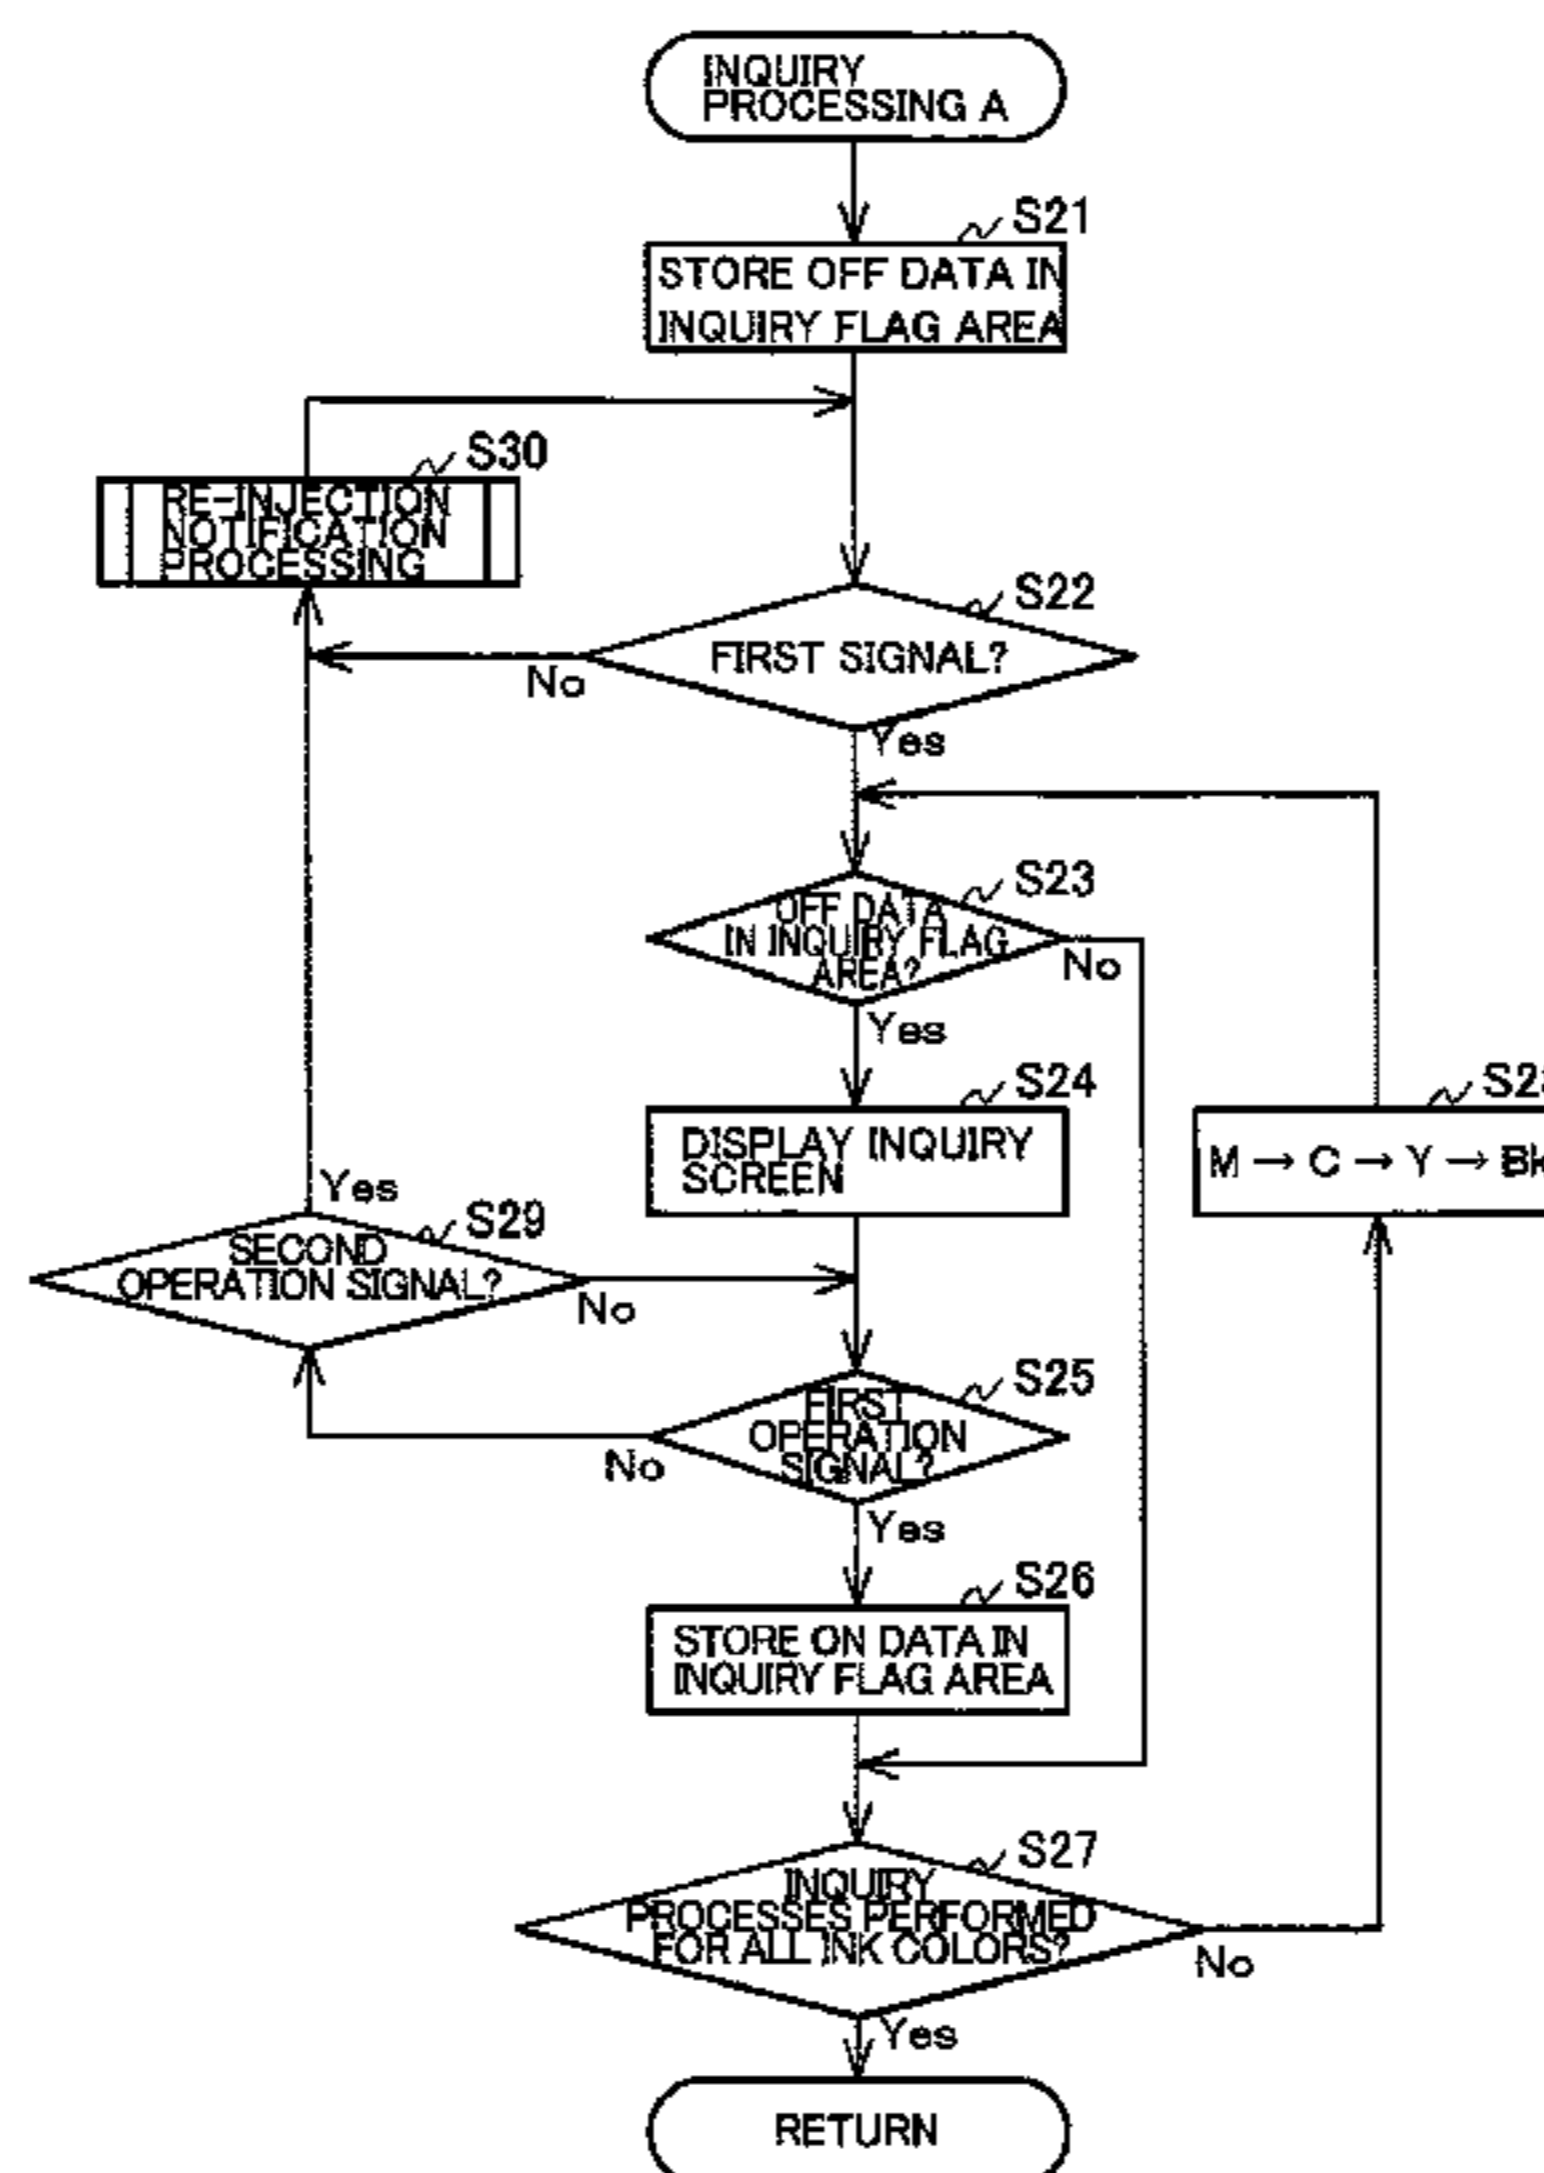 INQUIRY
PROCESSING A
S21
STORE OFF DATA IN
INQUIRY FLAG AREA
S30
RE-INJECTION
NOTIFICATION
PROCESSING
S22
FIRST SIGNAL?
No
Yes
S23
OFF DATA
IN INQUIRY FLAG
AREA?
No
Yes
S24
DISPLAY INQUIRY
SCREEN
M → C → Y →
Yes
S29
SECOND
OPERATION SIGNAL?
No
S25
FIRST
OPERATION
SIGNAL?
No
Yes
S26
STORE ON DATA IN
INQUIRY FLAG AREA
S27
INQUIRY
PROCESSES PERFORMED
FOR ALL INK COLORS?
No
Yes
RETURN